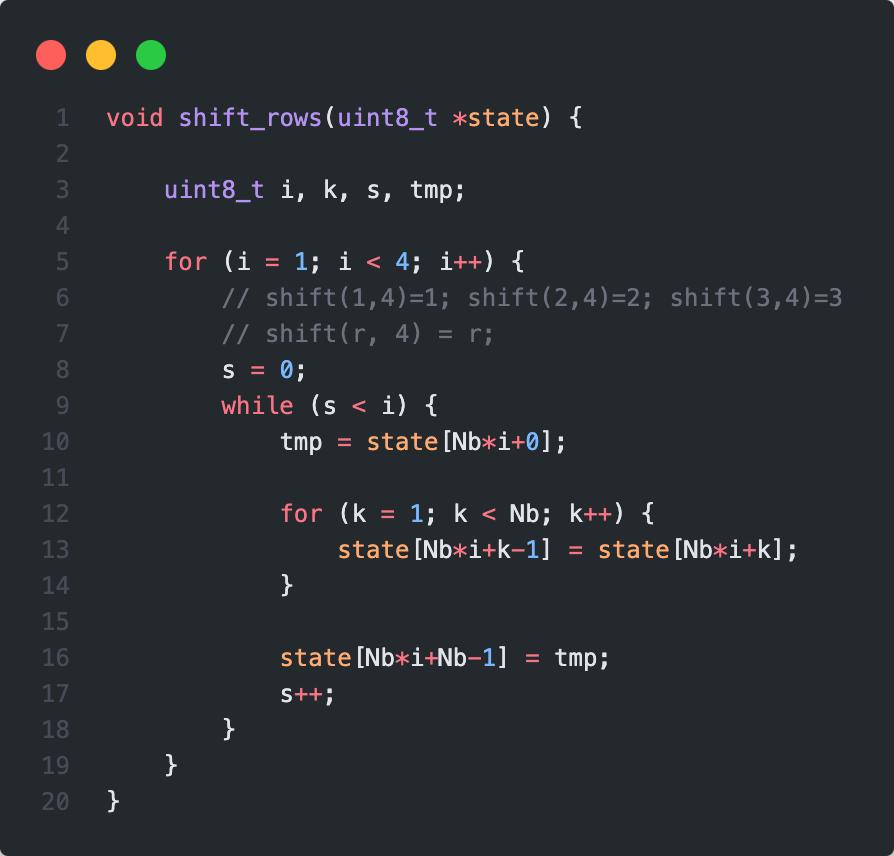 1 void shift_rows(uint8_t *state) {
2
3     uint8_t i, k, s, tmp;
4
5     for (i = 1; i < 4; i++) {
6         // shift(1,4)=1; shift(2,4)=2; shift(3,4)=3
7         // shift(r, 4) = r;
8         s = 0;
9         while (s < i) {
10             tmp = state[Nb*i+0];
11
12             for (k = 1; k < Nb; k++) {
13                 state[Nb*i+k-1] = state[Nb*i+k];
14             }
15
16             state[Nb*i+Nb-1] = tmp;
17             s++;
18         }
19     }
20 }